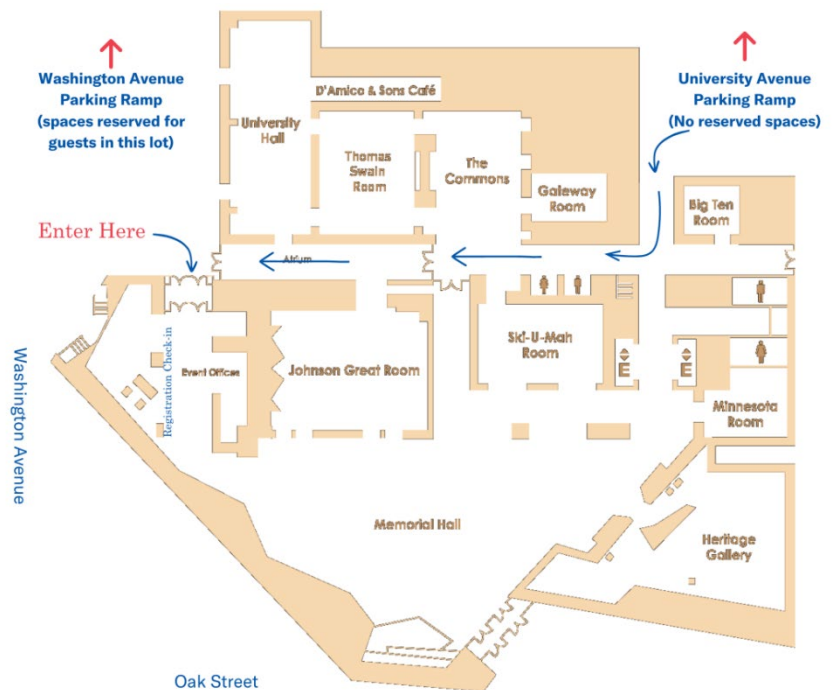 Washington Avenue
Parking Ramp
(spaces reserved for
guests in this lot)
University Avenue
Parking Ramp
(No reserved spaces)
D'Amico & Sons Café
University
Hall
Thomas
Swain
Room
The
Commons
Gateway
Room
Big Ten
Room
Enter Here
Atrium
Registration Check-in
Event Offices
Johnson Great Room
Ski-U-Mah
Room
E
E
Minnesota
Room
Washington Avenue
Memorial Hall
Heritage
Gallery
Oak Street